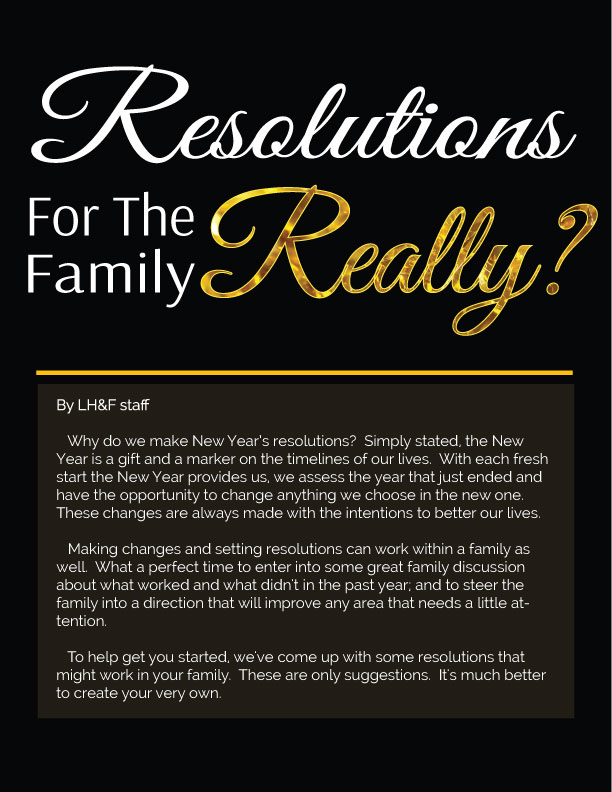 Resolutions
For The
Family Really?
By LH&F staff
Why do we make New Year's resolutions? Simply stated, the New
Year is a gift and a marker on the timelines of our lives. With each fresh
start the New Year provides us, we assess the year that just ended and
have the opportunity to change anything we choose in the new one.
These changes are always made with the intentions to better our lives.
Making changes and setting resolutions can work within a family as
well. What a perfect time to enter into some great family discussion
about what worked and what didn't in the past year; and to steer the
family into a direction that will improve any area that needs a little at-
tention.
To help get you started, we've come up with some resolutions that
might work in your family. These are only suggestions. It's much better
to create your very own.